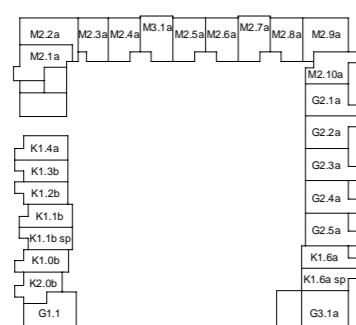 M2.2a
M2.3a
M2.4a
M3.1a
M2.5a
M2.6a
M2.7a
M2.8a
M2.9a
M2.1a
M2.10a
G2.1a
G2.2a
K1.4a
G2.3a
K1.3b
K1.2b
G2.4a
K1.1b
G2.5a
K1.1b sp
K1.0b
K1.6a
K2.0b
K1.6a sp
G1.1
G3.1a